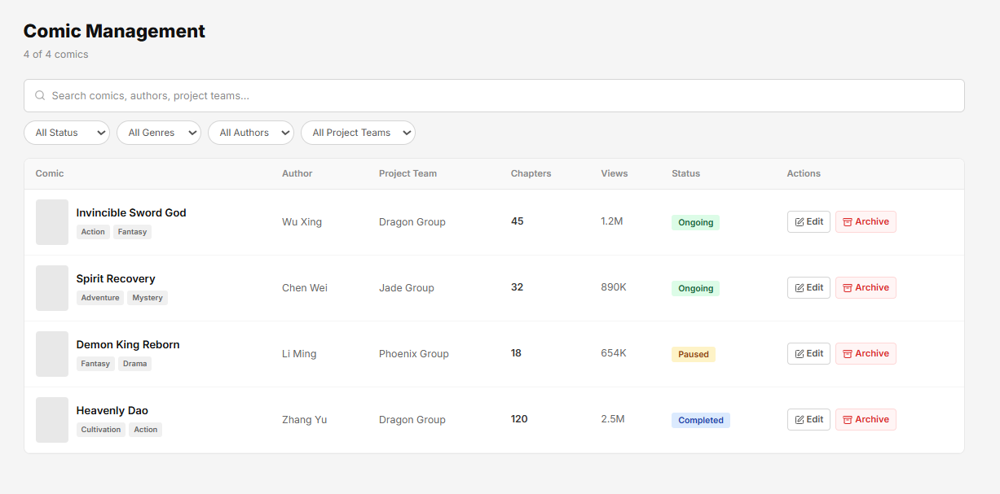 Comic Management
4 of 4 comics
Search comics, authors, project teams...
All Status All Genres All Authors All Project Teams
Comic Author Project Team Chapters Views Status Actions
Invincible Sword God
Action Fantasy
Wu Xing Dragon Group 45 1.2M Ongoing Edit Archive
Spirit Recovery
Adventure Mystery
Chen Wei Jade Group 32 890K Ongoing Edit Archive
Demon King Reborn
Fantasy Drama
Li Ming Phoenix Group 18 654K Paused Edit Archive
Heavenly Dao
Cultivation Action
Zhang Yu Dragon Group 120 2.5M Completed Edit Archive